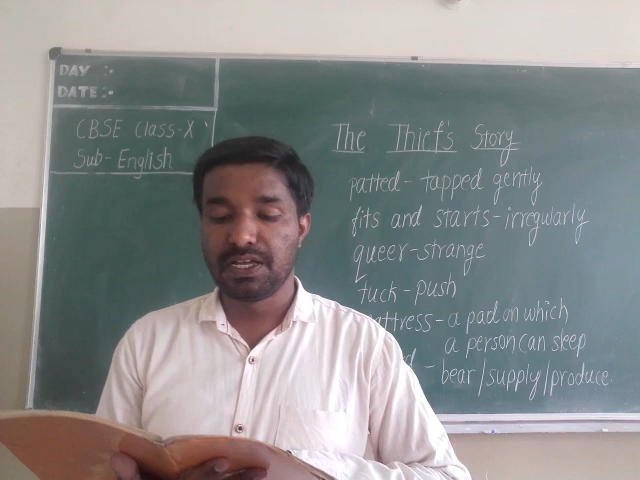 DAY :-
DATE :-
CBSE Class-X
Sub- English
The Thief's Story
patted - tapped gently
fits and starts - irregularly
queer - strange
tuck - push
- a pad on which
a person can sleep
- bear/supply/produce